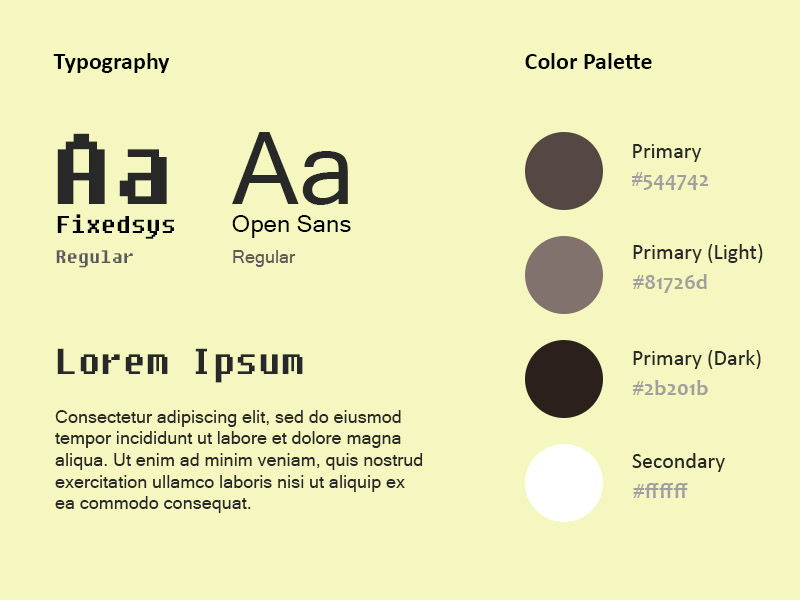 Typography
Aa
Fixedsys
Regular
Aa
Open Sans
Regular
Lorem Ipsum
Consectetur adipiscing elit, sed do eiusmod
tempor incididunt ut labore et dolore magna
aliqua. Ut enim ad minim veniam, quis nostrud
exercitation ullamco laboris nisi ut aliquip ex
ea commodo consequat.
Color Palette
Primary
#544742
Primary (Light)
#81726d
Primary (Dark)
#2b201b
Secondary
#ffffff